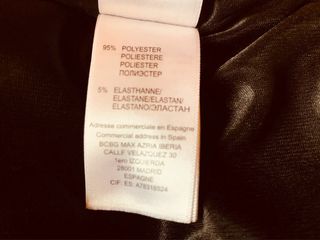 95% POLYESTER
POLIESTERE
POLIESTER
ПОЛИЭСТЕР
5% ELASTHANNE/
ELASTANE/ELASTAN/
ELASTANO/ЭЛАСТАН
Adresse commerciale en Espagne
Commercial address in Spain
BCBG MAX AZRIA IBERIA
CALLE VELAZQUEZ 30
1ero IZQUIERDA
28001 MADRID
ESPAGNE
CIF: ES A78318524